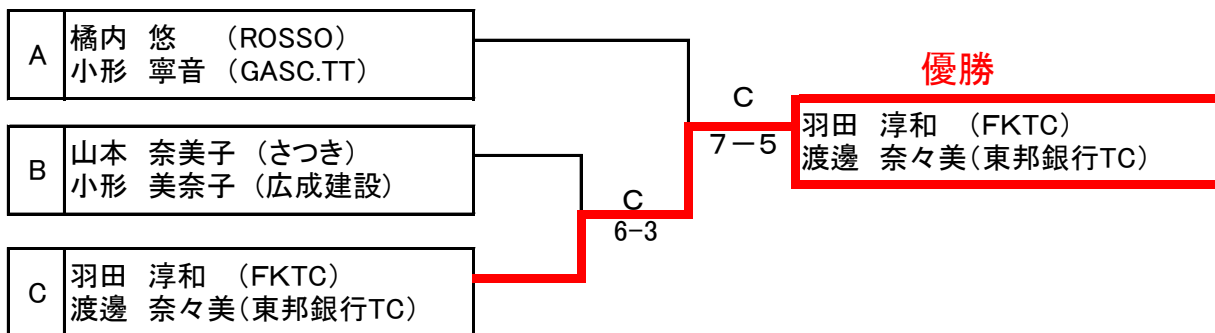 A
橘内 悠 （ROSSO）
小形 寧音 （GASC.TT）
B
山本 奈美子 （さつき）
小形 美奈子 （広成建設）
C
羽田 淳和 （FKTC）
渡邊 奈々美（東邦銀行TC）
C
6-3
C
7－5
優勝
羽田 淳和 （FKTC）
渡邊 奈々美（東邦銀行TC）